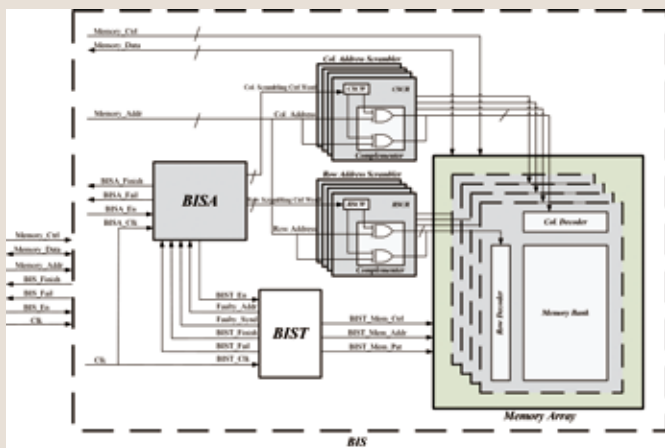 Memory_Ctrl
Memory_Data
Col. Address Scrambler
Col. Scrambling Ctrl Word
CSCW
CSCR
Memory_Addr
Col. Address
Complementer
BISA_Finish
BISA_Fail
BISA_En
BISA_Clk
BISA
Row Address Scrambler
Row Scrambling Ctrl Word
RSCW
RSCR
Row Address
Complementer
Col. Decoder
Row Decoder
Memory Bank
Memory_Ctrl
Memory_Data
Memory_Addr
BIS_Finish
BIS_Fail
BIS_En
Clk
BIST_En
Faulty_Addr
Faulty_Synd
BIST_Finish
BIST_Fail
BIST_Clk
Clk
BIST
BIST_Mem_Ctrl
BIST_Mem_Addr
BIST_Mem_Pat
Memory Array
BIS